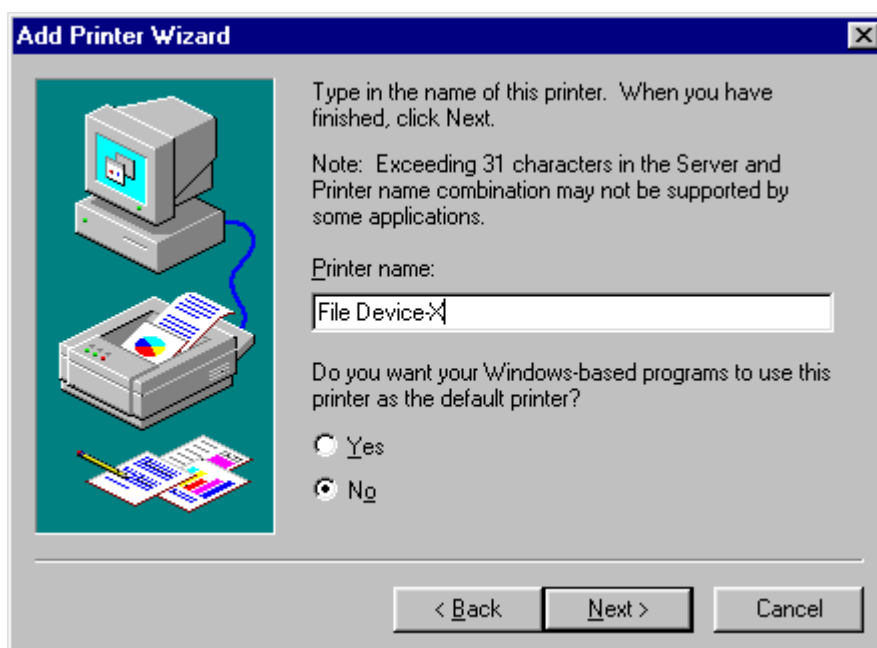 Add Printer Wizard
Type in the name of this printer.  When you have
finished, click Next.
Note:  Exceeding 31 characters in the Server and
Printer name combination may not be supported by
some applications.
Printer name:
File Device-X
Do you want your Windows-based programs to use this
printer as the default printer?
Yes
No
< Back
Next >
Cancel